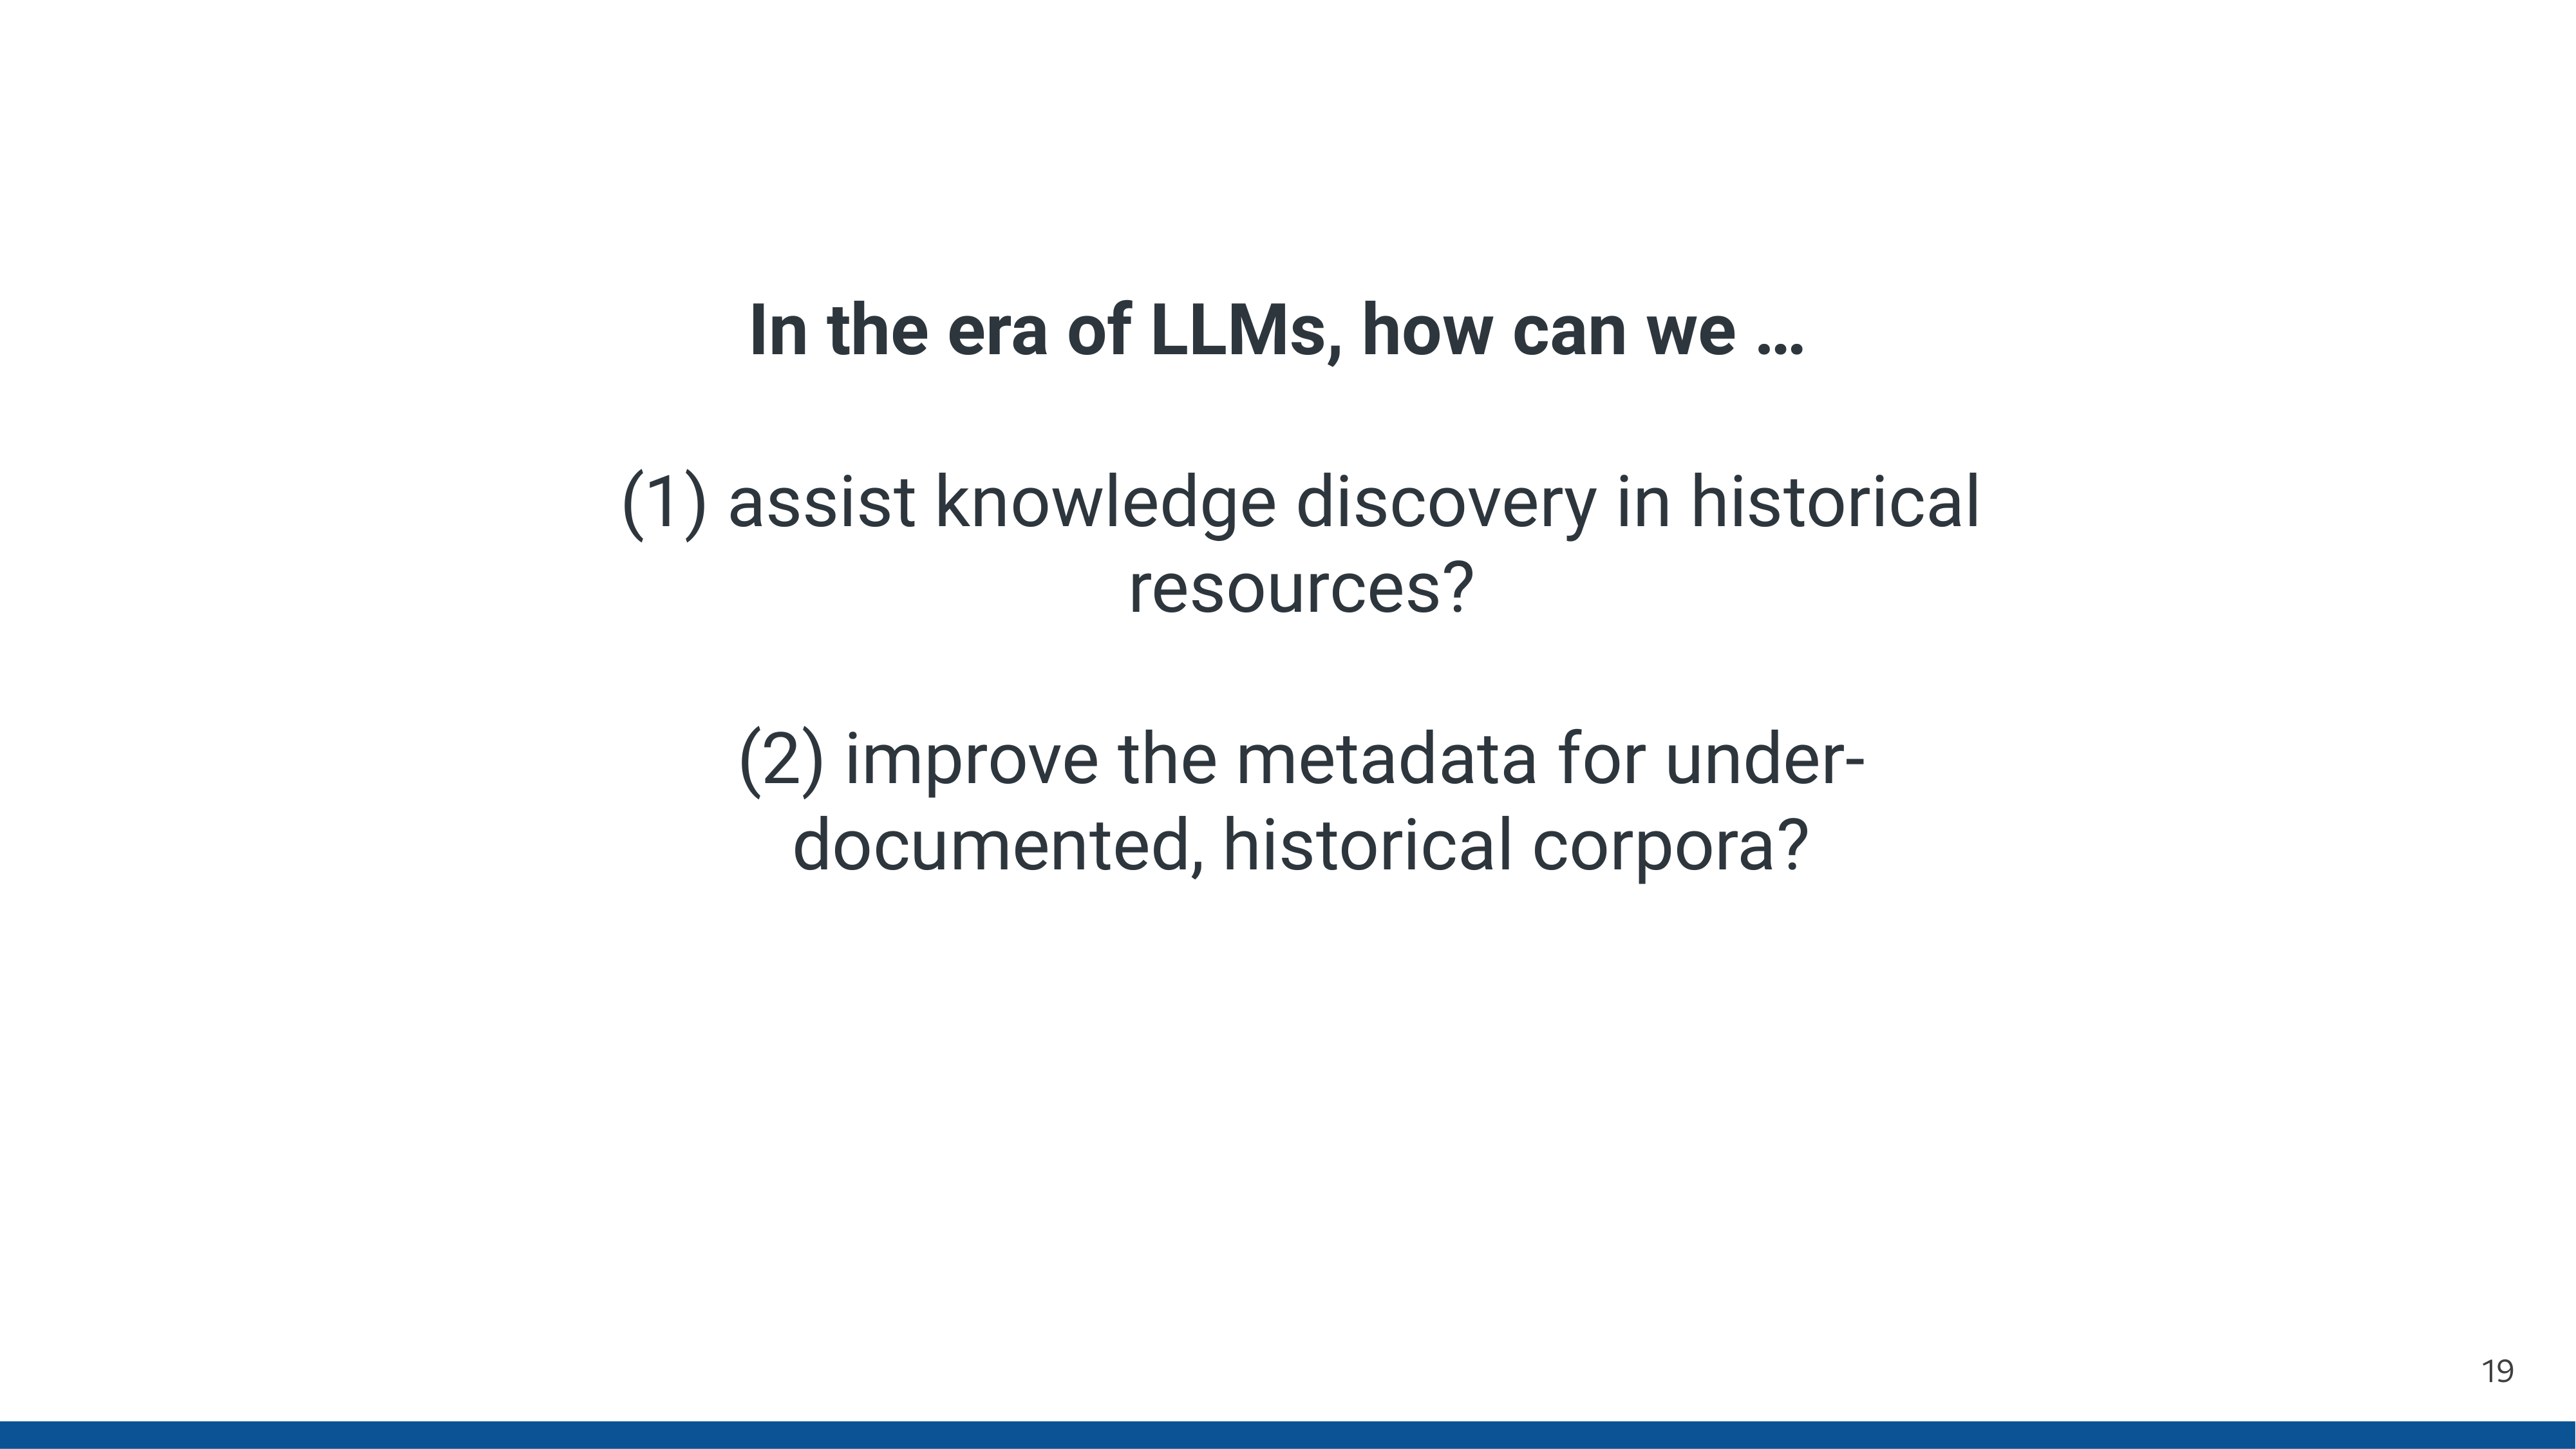 In the era of LLMs, how can we …
(1) assist knowledge discovery in historical
resources?
(2) improve the metadata for under-
documented, historical corpora?
19